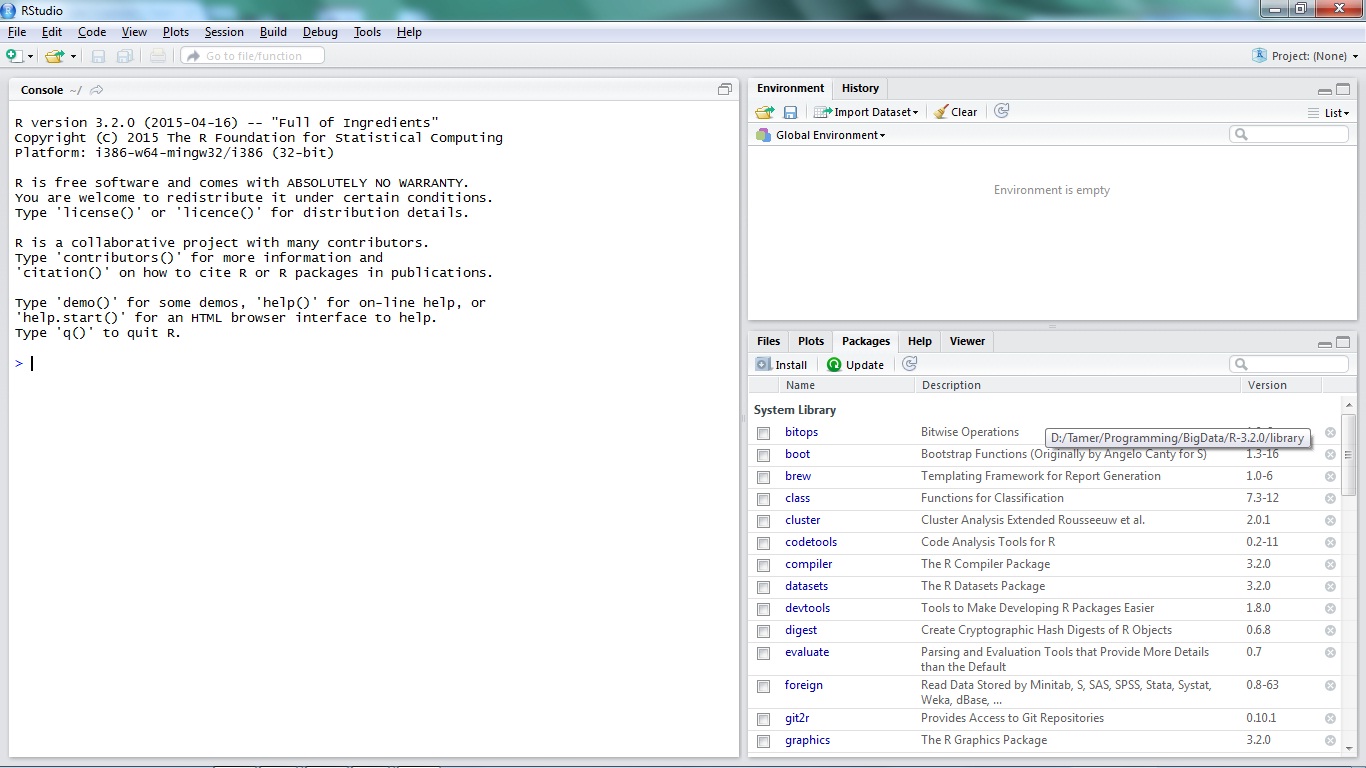 RStudio
File Edit Code View Plots Session Build Debug Tools Help
Go to file/function
Project: (None)
Console ~/
R version 3.2.0 (2015-04-16) -- "Full of Ingredients"
Copyright (C) 2015 The R Foundation for Statistical Computing
Platform: i386-w64-mingw32/i386 (32-bit)
R is free software and comes with ABSOLUTELY NO WARRANTY.
You are welcome to redistribute it under certain conditions.
Type 'license()' or 'licence()' for distribution details.
R is a collaborative project with many contributors.
Type 'contributors()' for more information and
'citation()' on how to cite R or R packages in publications.
Type 'demo()' for some demos, 'help()' for on-line help, or
'help.start()' for an HTML browser interface to help.
Type 'q()' to quit R.
>
Environment History
Import Dataset Clear List
Global Environment
Environment is empty
Files Plots Packages Help Viewer
Install Update
Name Description Version
System Library
bitops Bitwise Operations
D:/Tamer/Programming/BigData/R-3.2.0/library
boot Bootstrap Functions (Originally by Angelo Canty for S) 1.3-16
brew Templating Framework for Report Generation 1.0-6
class Functions for Classification 7.3-12
cluster Cluster Analysis Extended Rousseeuw et al. 2.0.1
codetools Code Analysis Tools for R 0.2-11
compiler The R Compiler Package 3.2.0
datasets The R Datasets Package 3.2.0
devtools Tools to Make Developing R Packages Easier 1.8.0
digest Create Cryptographic Hash Digests of R Objects 0.6.8
evaluate Parsing and Evaluation Tools that Provide More Details 0.7
than the Default
foreign Read Data Stored by Minitab, S, SAS, SPSS, Stata, Systat, 0.8-63
Weka, dBase, ...
git2r Provides Access to Git Repositories 0.10.1
graphics The R Graphics Package 3.2.0